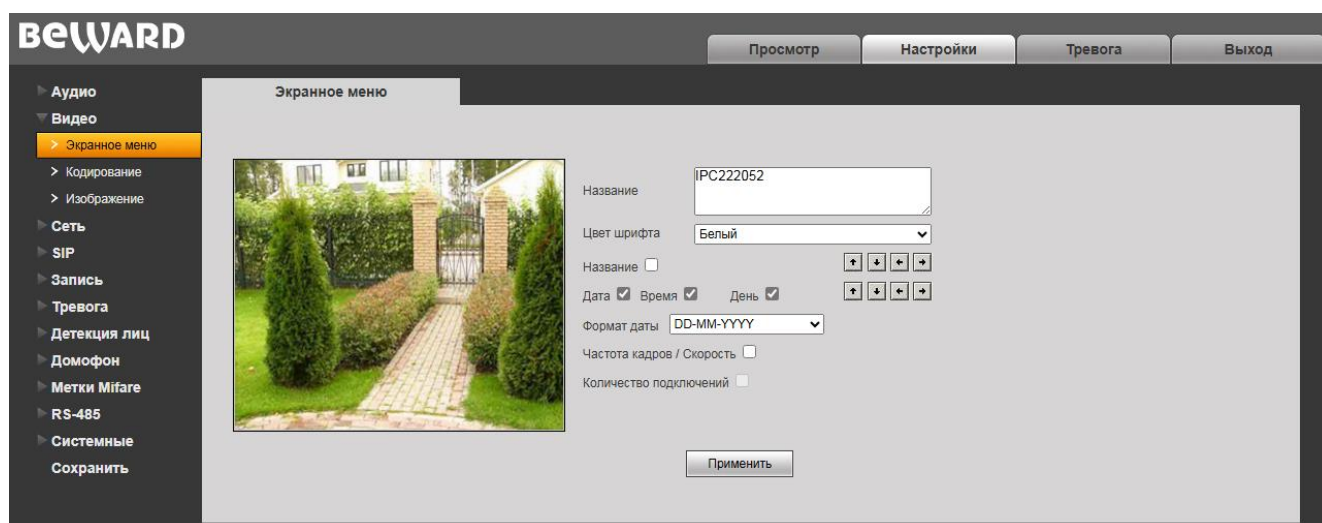 BEWARD
Просмотр
Настройки
Тревога
Выход
Аудио
Видео
Экранное меню
Кодирование
Изображение
Сеть
SIP
Запись
Тревога
Детекция лиц
Домофон
Метки Mifare
RS-485
Системные
Сохранить
Экранное меню
Название
IPC222052
Цвет шрифта
Белый
Название
Дата Время День
Формат даты DD-MM-YYYY
Частота кадров / Скорость
Количество подключений
Применить